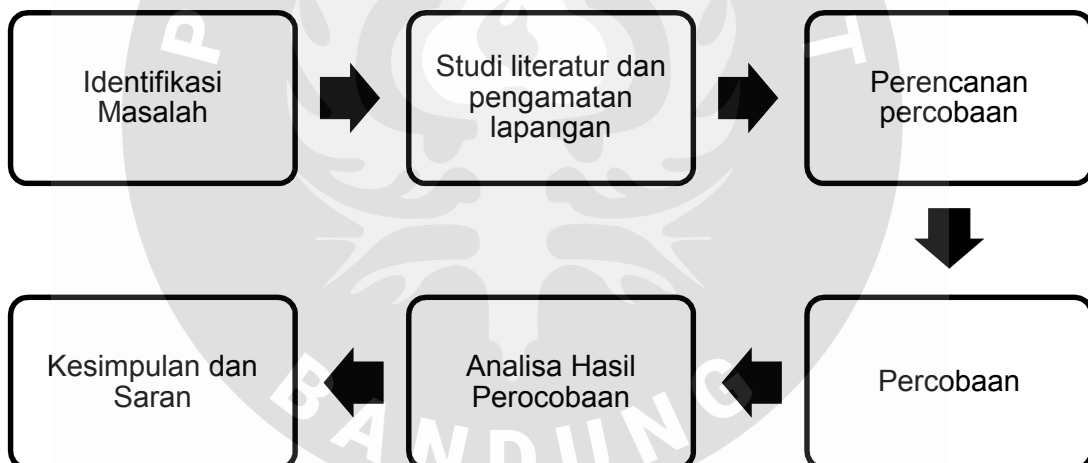 Identifikasi
Masalah
Studi literatur dan
pengamatan
lapangan
Perencanan
percobaan
Percobaan
Analisa Hasil
Perocobaan
Kesimpulan dan
Saran
P
T
BANDUNG